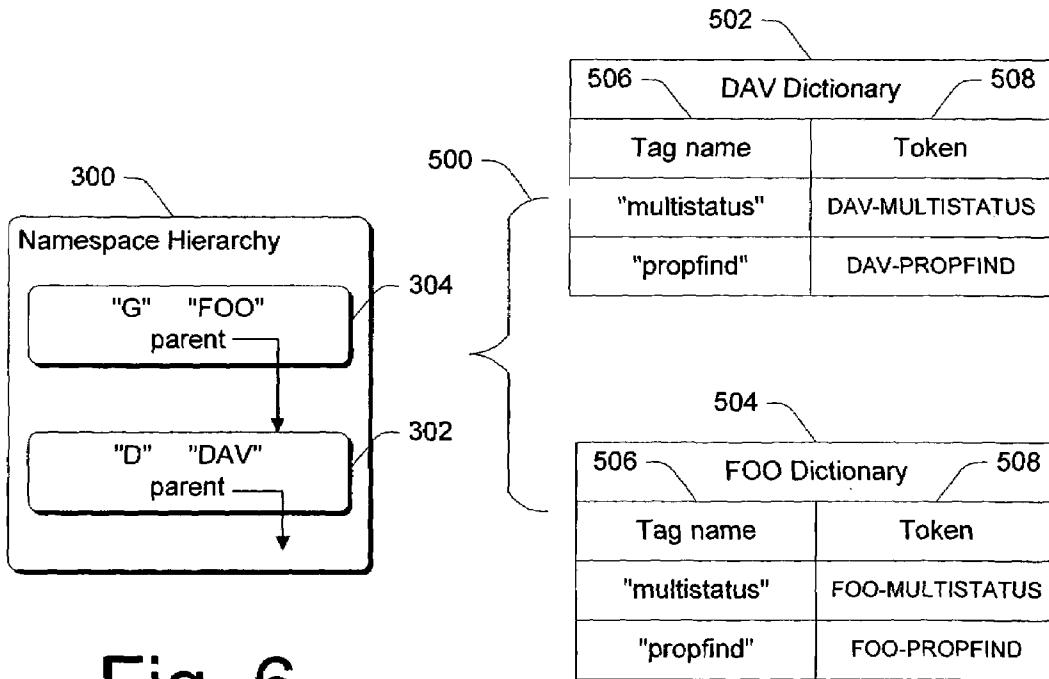 300
Namespace Hierarchy
"G" "FOO"
parent
304
"D" "DAV"
parent
302
500
502
506 DAV Dictionary 508
Tag name Token
"multistatus" DAV-MULTISTATUS
"propfind" DAV-PROPFIND
504
506 FOO Dictionary 508
Tag name Token
"multistatus" FOO-MULTISTATUS
"propfind" FOO-PROPFIND
Fig. 6